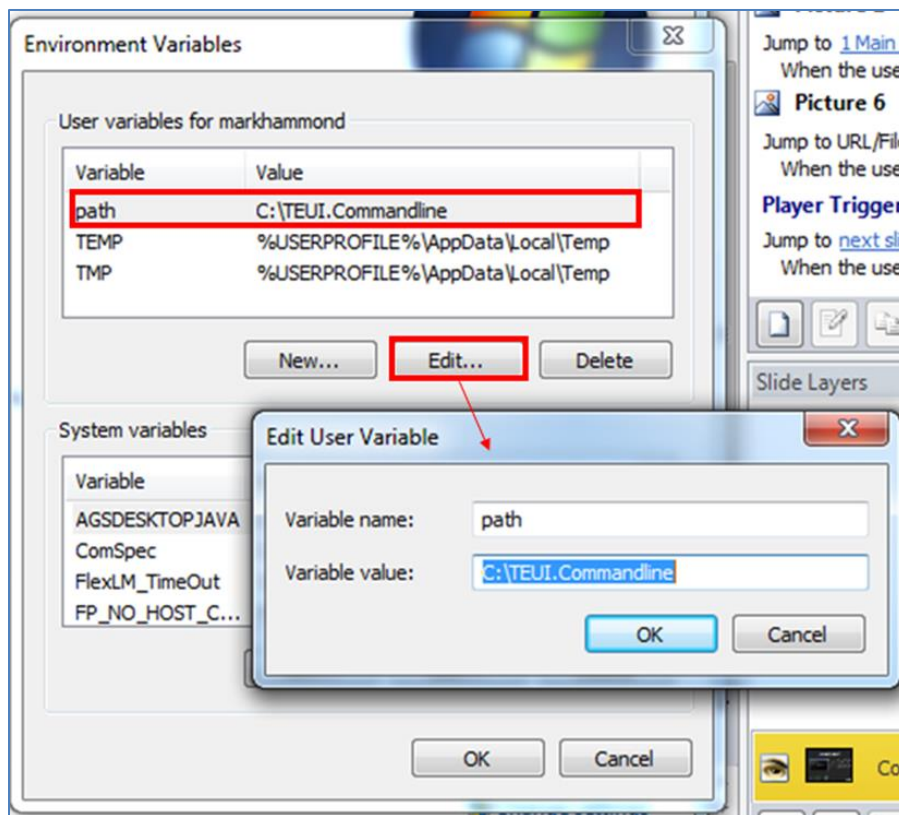 Environment Variables
User variables for markhammond
Variable Value
path C:\TEUI.Commandline
TEMP %USERPROFILE%\AppData\Local\Temp
TMP %USERPROFILE%\AppData\Local\Temp
New... Edit... Delete
System variables
Variable
AGSDESKTOPJAVA
ComSpec
FlexLM_TimeOut
FP_NO_HOST_C...
Edit User Variable
Variable name: path
Variable value: C:\TEUI.Commandline
OK Cancel
OK Cancel
Jump to 1 Main
When the use
Picture 6
Jump to URL/Fil
When the use
Player Trigger
Jump to next sli
When the use
Slide Layers
Co